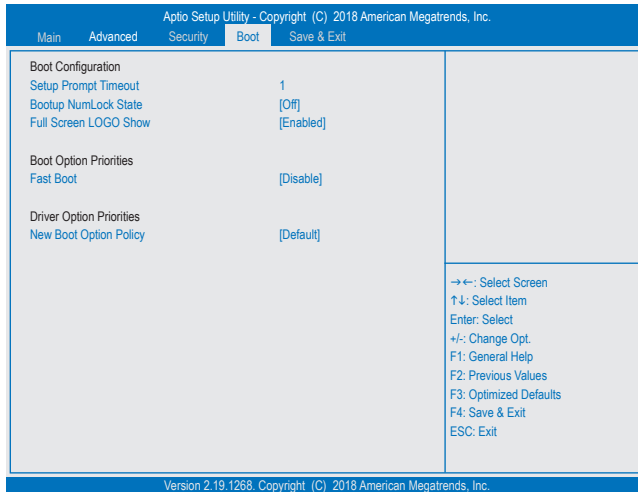 Aptio Setup Utility - Copyright (C) 2018 American Megatrends, Inc.
Main Advanced Security Boot Save & Exit
Boot Configuration
Setup Prompt Timeout 1
Bootup NumLock State [Off]
Full Screen LOGO Show [Enabled]
Boot Option Priorities
Fast Boot [Disable]
Driver Option Priorities
New Boot Option Policy [Default]
→←: Select Screen
↑↓: Select Item
Enter: Select
+/-: Change Opt.
F1: General Help
F2: Previous Values
F3: Optimized Defaults
F4: Save & Exit
ESC: Exit
Version 2.19.1268. Copyright (C) 2018 American Megatrends, Inc.